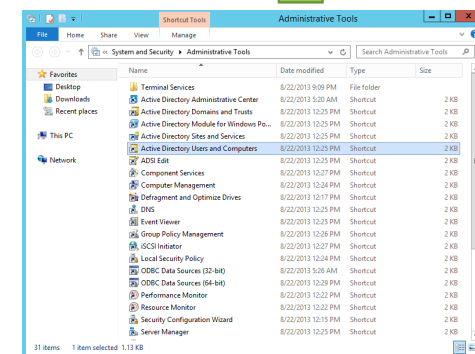 Shortcut Tools
Administrative Tools
File Home Share View Manage
« System and Security Administrative Tools
Search Administrative Tools
Favorites
Desktop
Downloads
Recent places
This PC
Network
Name Date modified Type Size
Terminal Services 8/22/2013 9:09 PM File folder
Active Directory Administrative Center 8/22/2013 5:20 AM Shortcut 2 KB
Active Directory Domains and Trusts 8/22/2013 12:25 PM Shortcut 2 KB
Active Directory Module for Windows Po... 8/22/2013 12:25 PM Shortcut 2 KB
Active Directory Sites and Services 8/22/2013 12:25 PM Shortcut 2 KB
Active Directory Users and Computers 8/22/2013 12:25 PM Shortcut 2 KB
ADSI Edit 8/22/2013 12:25 PM Shortcut 2 KB
Component Services 8/22/2013 12:27 PM Shortcut 2 KB
Computer Management 8/22/2013 12:24 PM Shortcut 2 KB
Defragment and Optimize Drives 8/22/2013 12:17 PM Shortcut 2 KB
DNS 8/22/2013 12:25 PM Shortcut 2 KB
Event Viewer 8/22/2013 12:25 PM Shortcut 2 KB
Group Policy Management 8/22/2013 12:26 PM Shortcut 2 KB
iSCSI Initiator 8/22/2013 12:27 PM Shortcut 2 KB
Local Security Policy 8/22/2013 12:24 PM Shortcut 2 KB
ODBC Data Sources (32-bit) 8/22/2013 5:26 AM Shortcut 2 KB
ODBC Data Sources (64-bit) 8/22/2013 12:29 PM Shortcut 2 KB
Performance Monitor 8/22/2013 12:22 PM Shortcut 2 KB
Resource Monitor 8/22/2013 12:22 PM Shortcut 2 KB
Security Configuration Wizard 8/22/2013 12:15 PM Shortcut 2 KB
Server Manager 8/22/2013 12:25 PM Shortcut 2 KB
31 items 1 item selected 1.13 KB